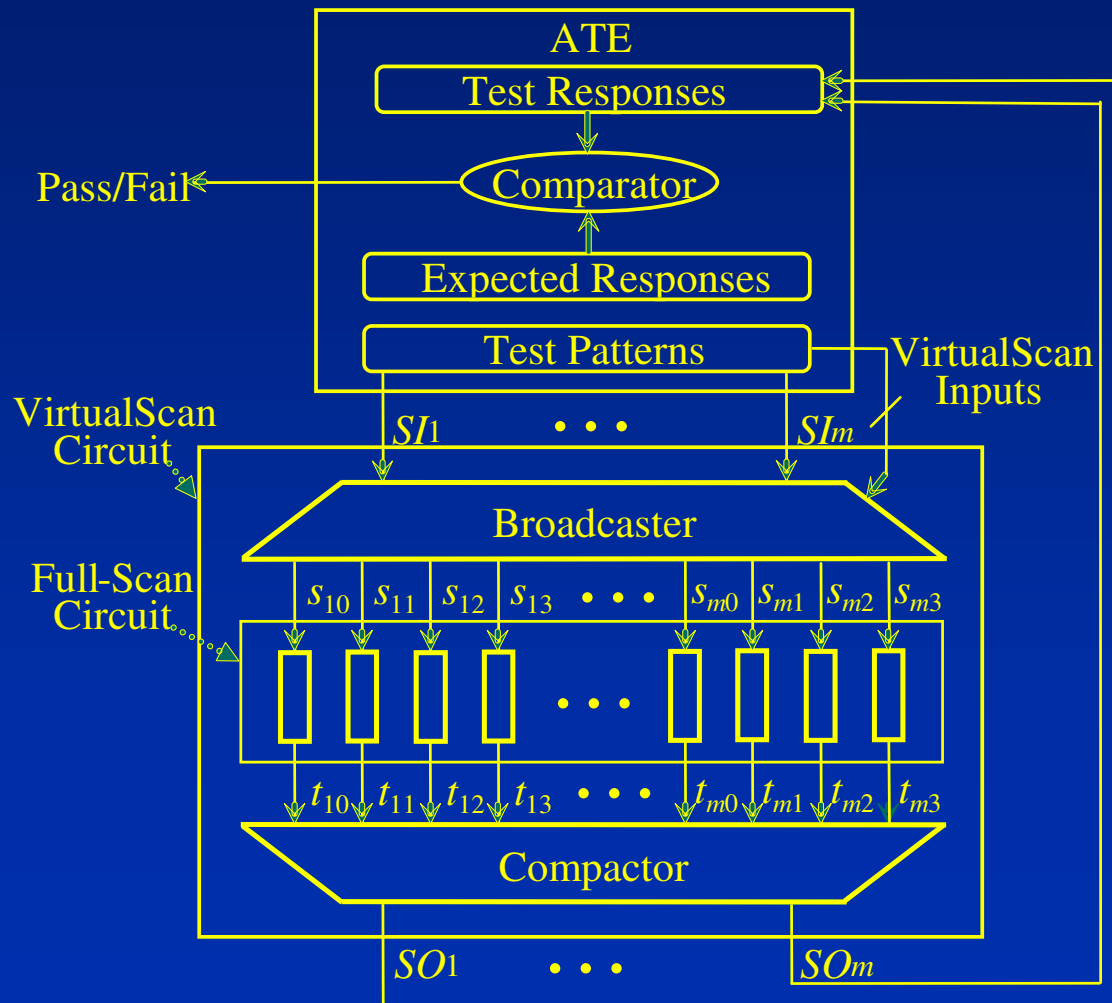 ATE
Test Responses
Comparator
Pass/Fail
Expected Responses
Test Patterns
VirtualScan
Inputs
VirtualScan
Circuit
SI1 • • • SIm
Broadcaster
Full-Scan
Circuit
s10 s11 s12 s13 • • • sm0 sm1 sm2 sm3
• • •
t10 t11 t12 t13 • • • tm0 tm1 tm2 tm3
Compactor
SO1 • • • SOm